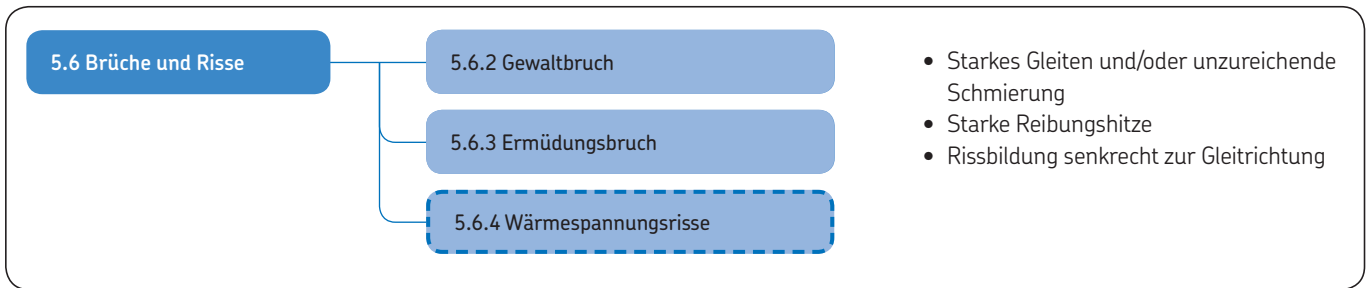 5.6 Brüche und Risse
5.6.2 Gewaltbruch
5.6.3 Ermüdungsbruch
5.6.4 Wärmespannungsrisse
• Starkes Gleiten und/oder unzureichende
Schmierung
• Starke Reibungshitze
• Rissbildung senkrecht zur Gleitrichtung